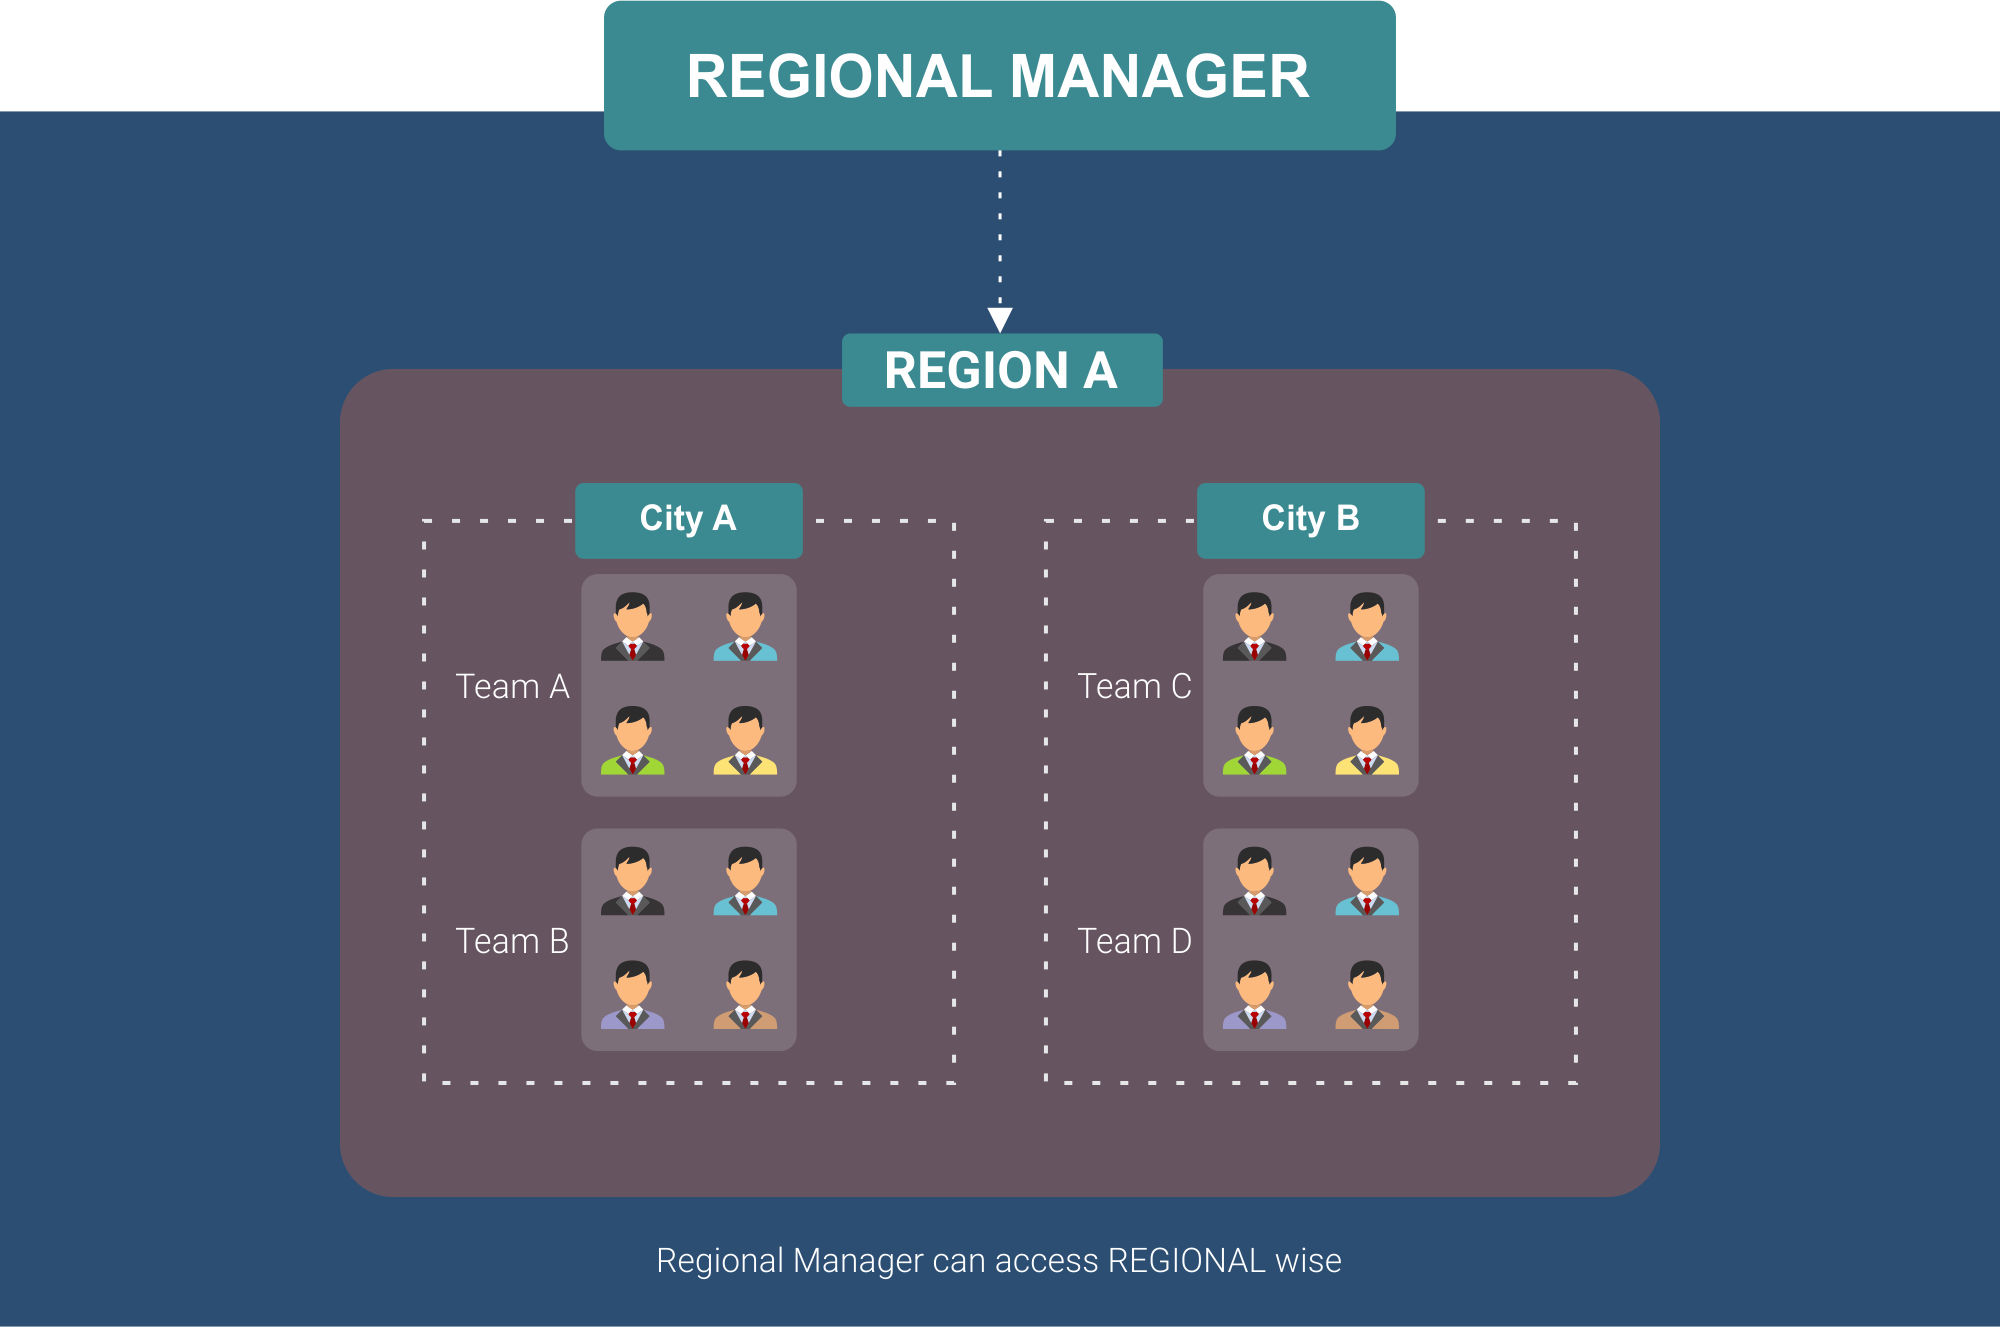 REGIONAL MANAGER
REGION A
City A
City B
Team A
Team C
Team B
Team D
Regional Manager can access REGIONAL wise